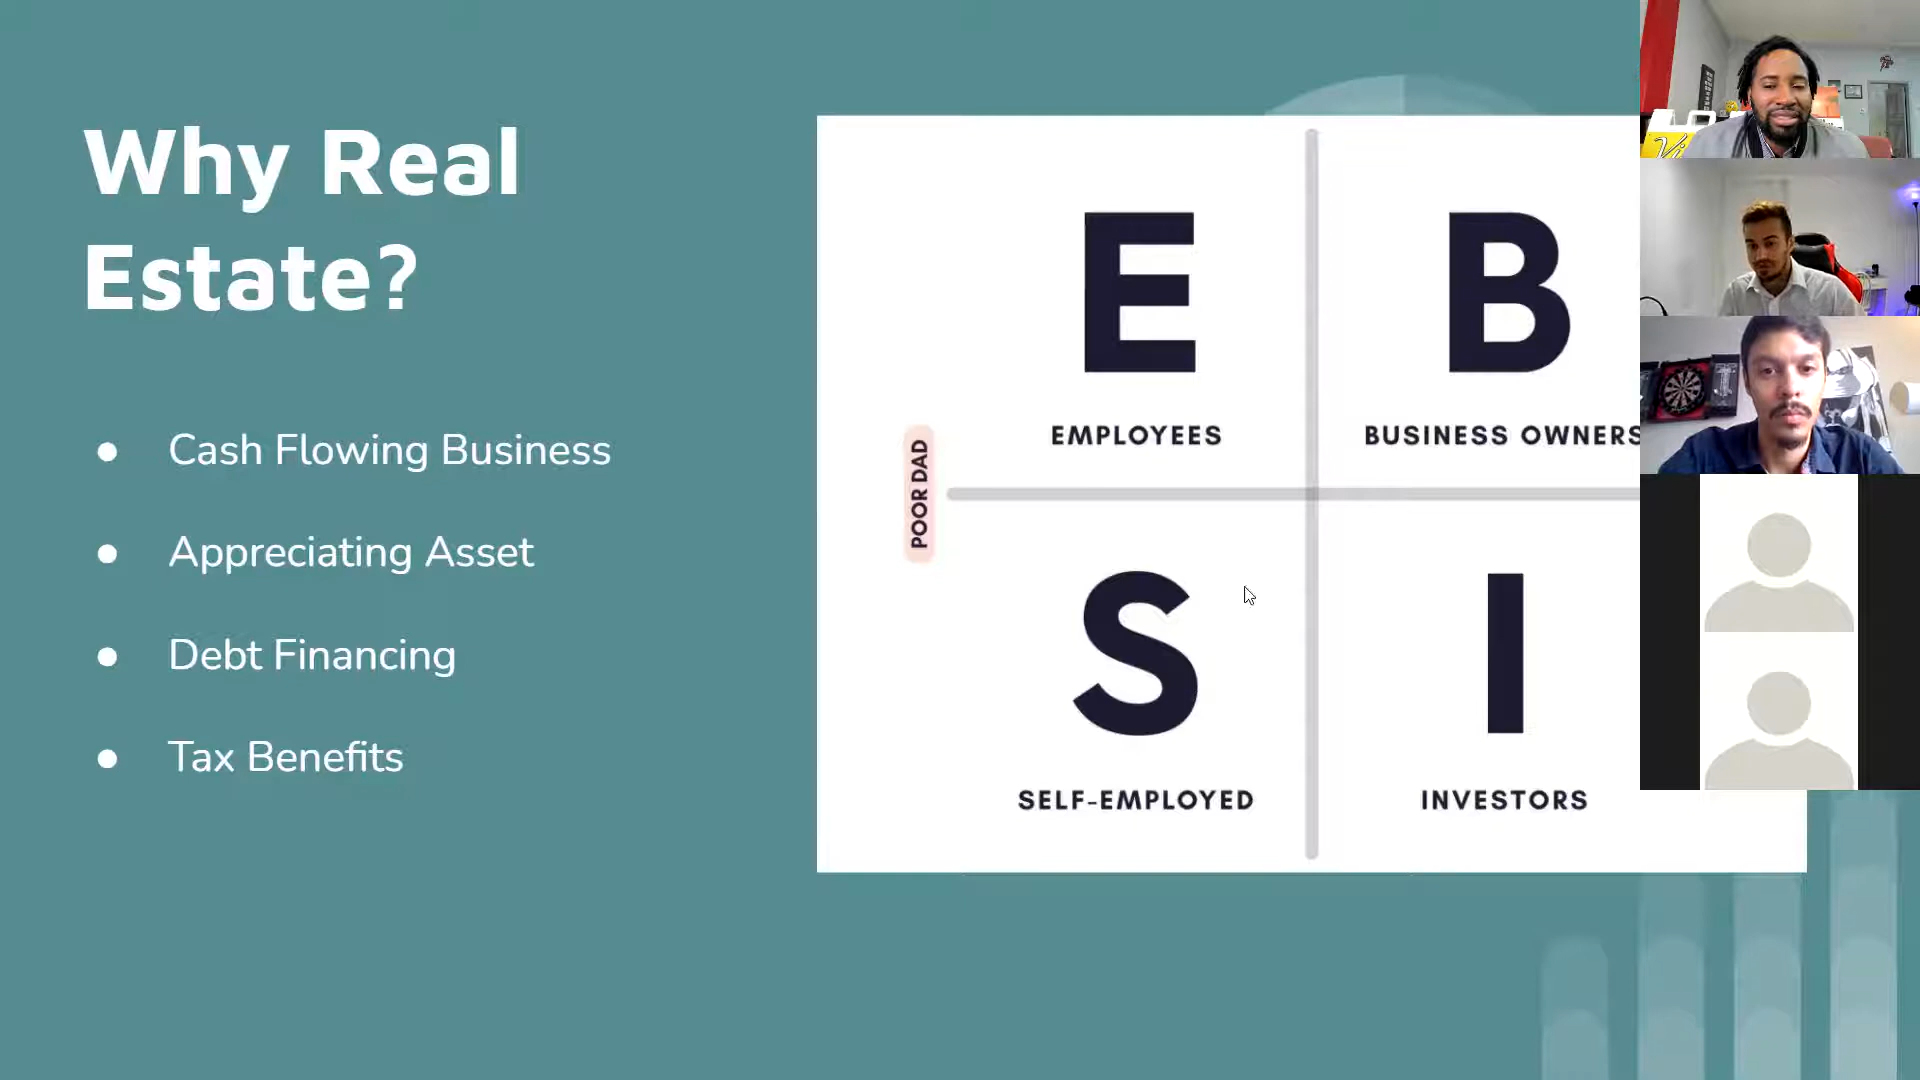 Why Real
Estate?
● Cash Flowing Business
● Appreciating Asset
● Debt Financing
● Tax Benefits
E
B
EMPLOYEES
BUSINESS OWNERS
POOR DAD
S
I
SELF-EMPLOYED
INVESTORS